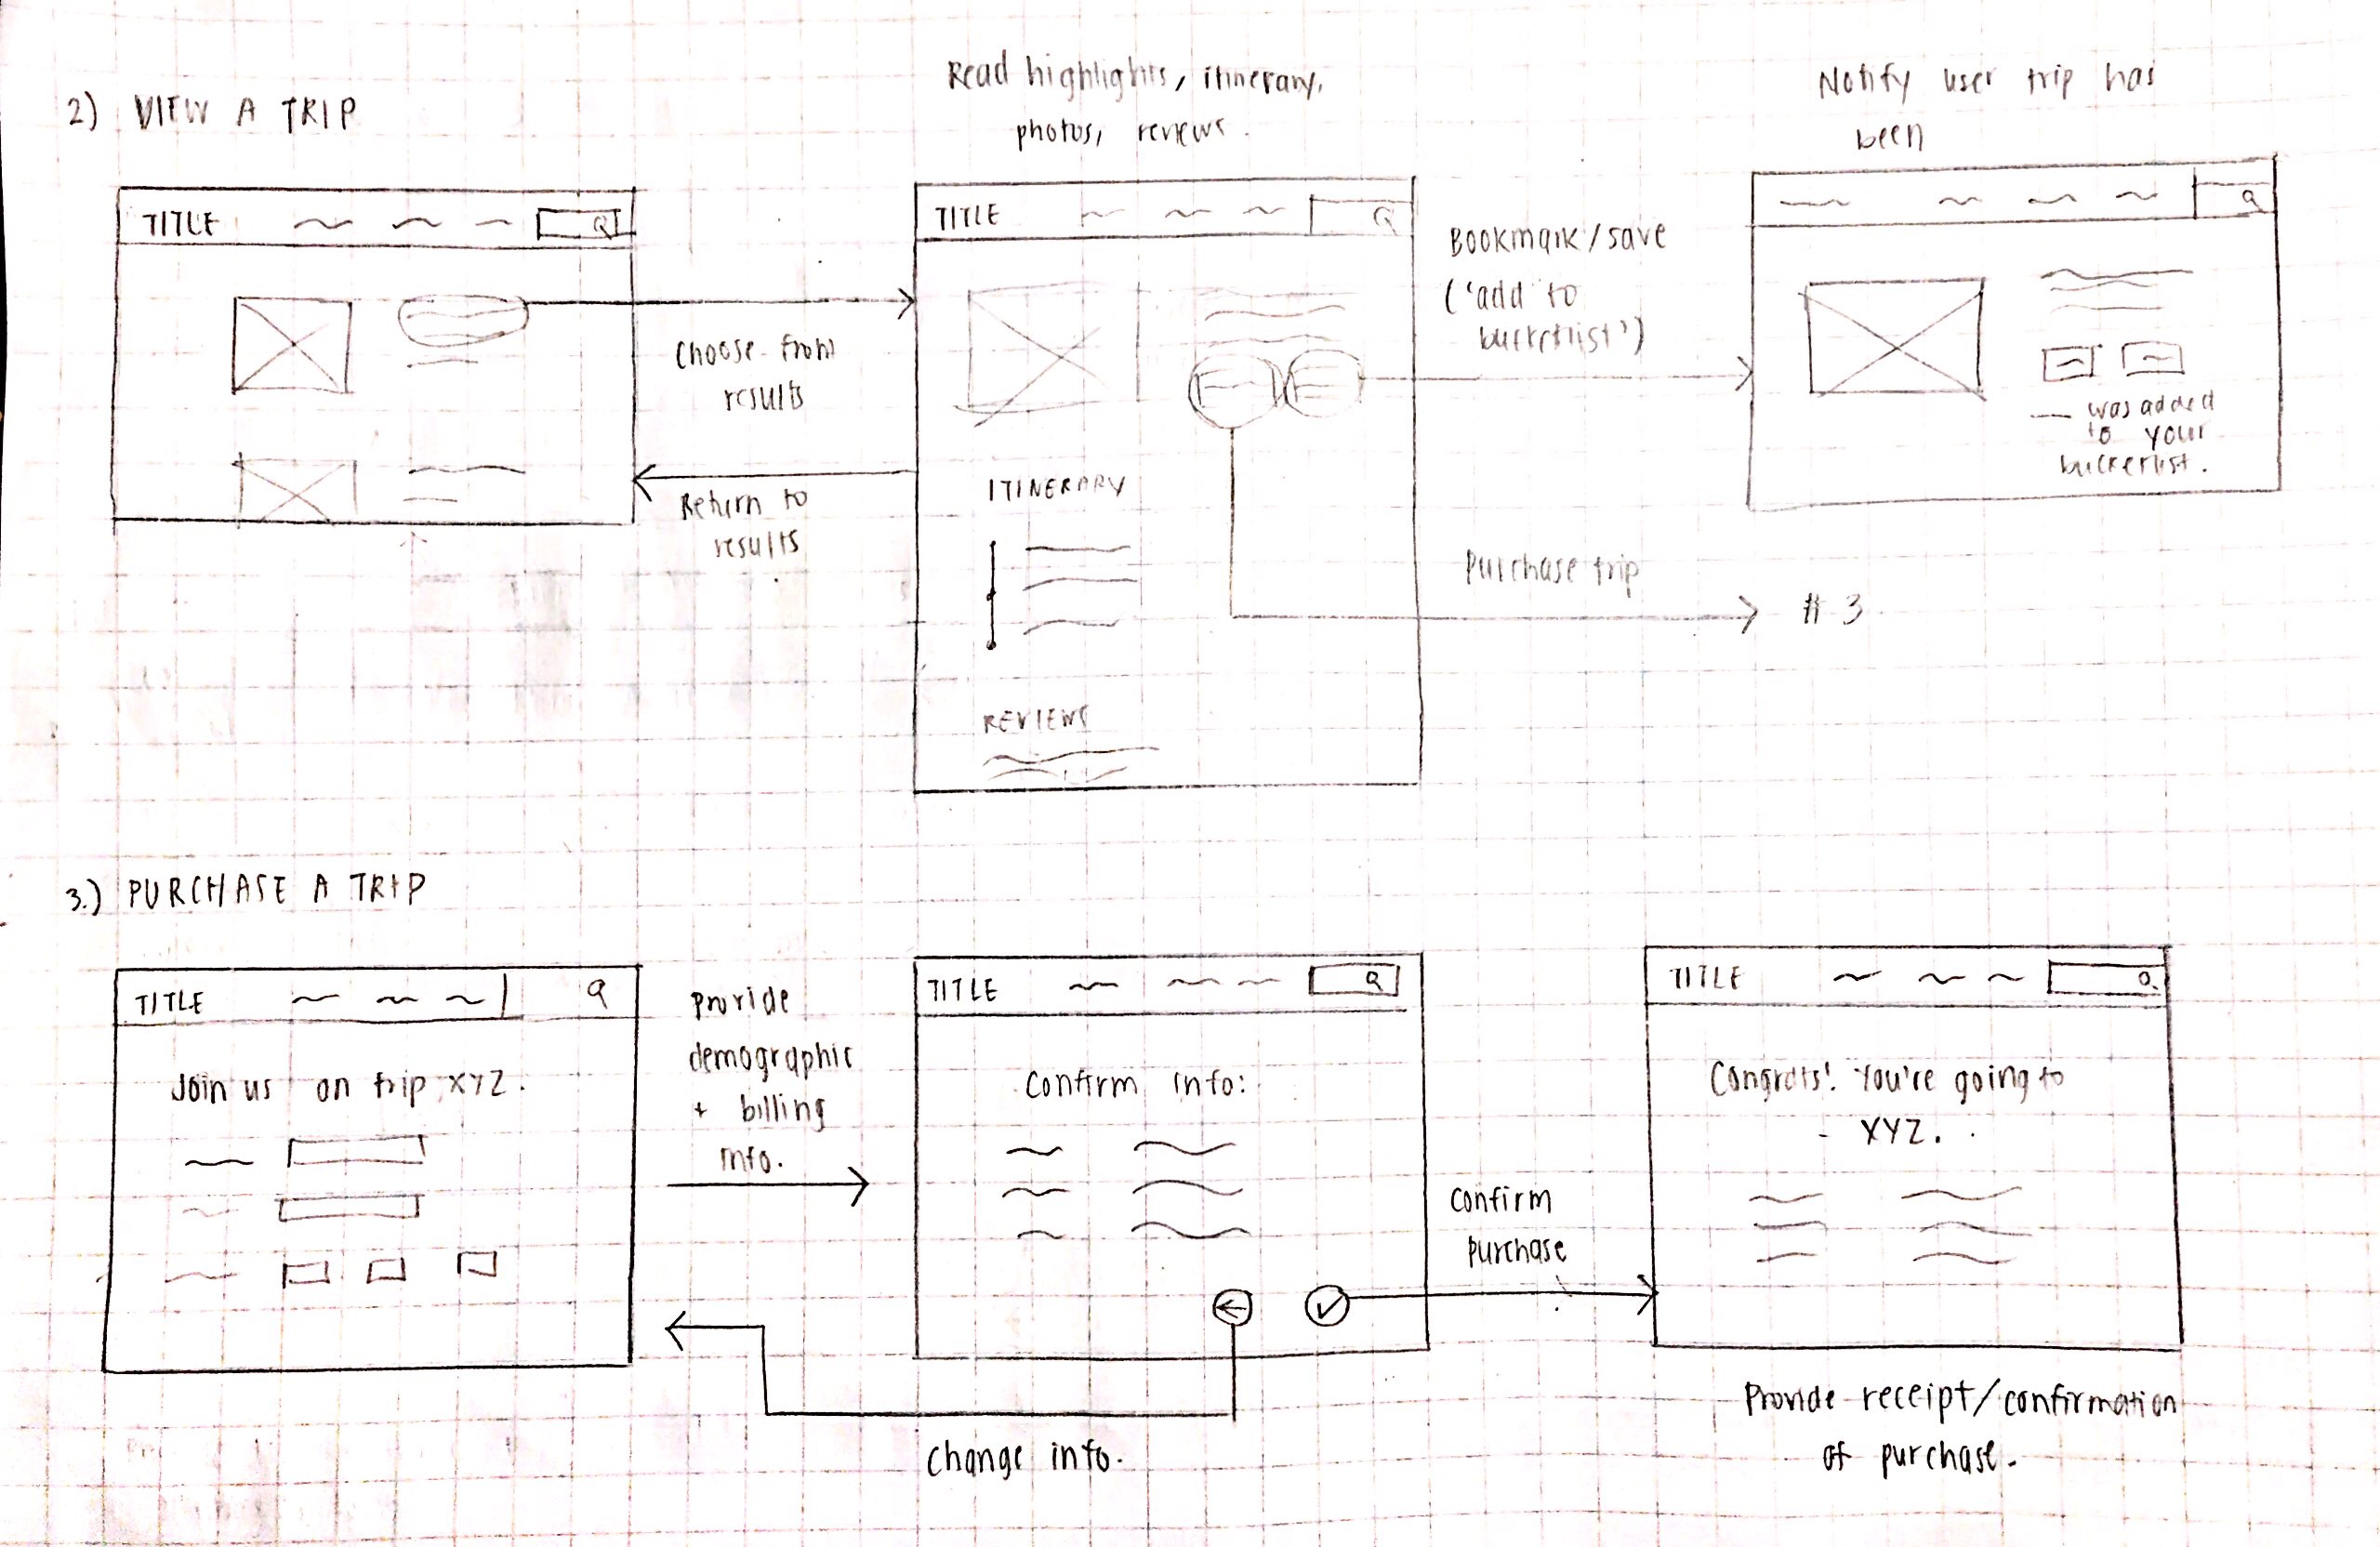 2) VIEW A TRIP
Read highlights, itinerary,
photos, reviews.
Notify user trip has
been
TITLE
TITLE
Choose from
results
Return to
results
ITINERARY
REVIEWS
Bookmark/save
('add to
bucketlist')
Purchase trip
# 3
was added
to your
bucketlist.
3.) PURCHASE A TRIP
TITLE
Join us on trip XYZ.
Provide
demographic
+ billing
info.
TITLE
Confirm info:
Change info.
Confirm
purchase
TITLE
Congrats! You're going to
XYZ.
Provide receipt/confirmation
of purchase.